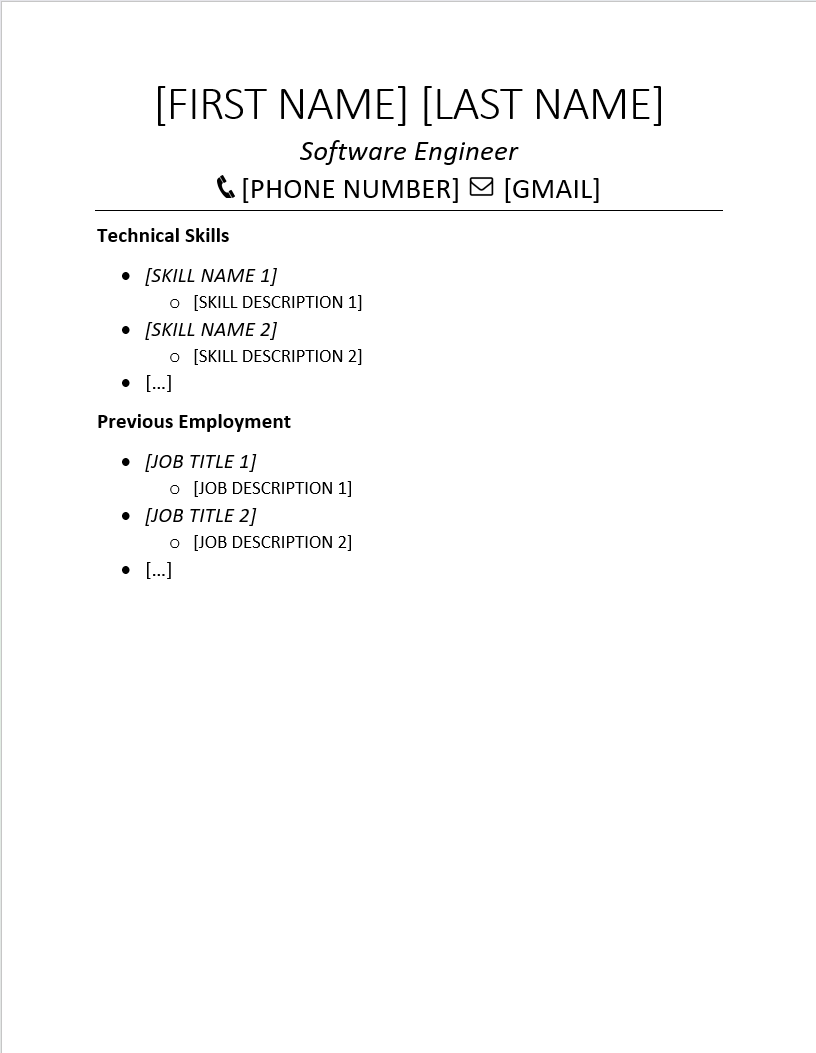 [FIRST NAME] [LAST NAME]
Software Engineer
[PHONE NUMBER] [GMAIL]
Technical Skills
[SKILL NAME 1]
[SKILL DESCRIPTION 1]
[SKILL NAME 2]
[SKILL DESCRIPTION 2]
[...]
Previous Employment
[JOB TITLE 1]
[JOB DESCRIPTION 1]
[JOB TITLE 2]
[JOB DESCRIPTION 2]
[...]